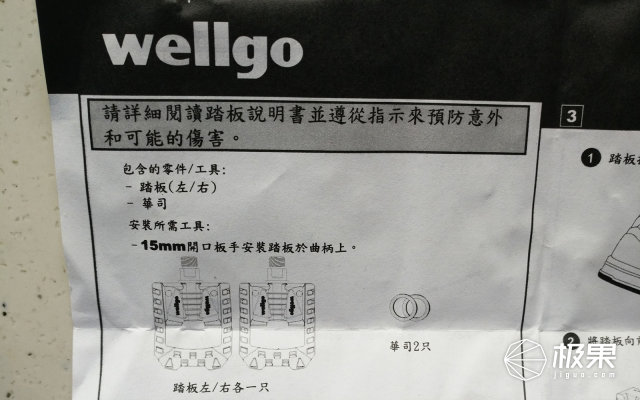 wellgo
請詳細閱讀踏板說明書並遵從指示來預防意外
和可能的傷害。
包含的零件/工具:
- 踏板(左/右)
- 華司
安裝所需工具:
-15mm開口板手安裝踏板於曲柄上。
wellgo
wellgo
踏板左/右各一只
華司2只
3
1 踏板
2 將踏板向
极果
jiguo.com